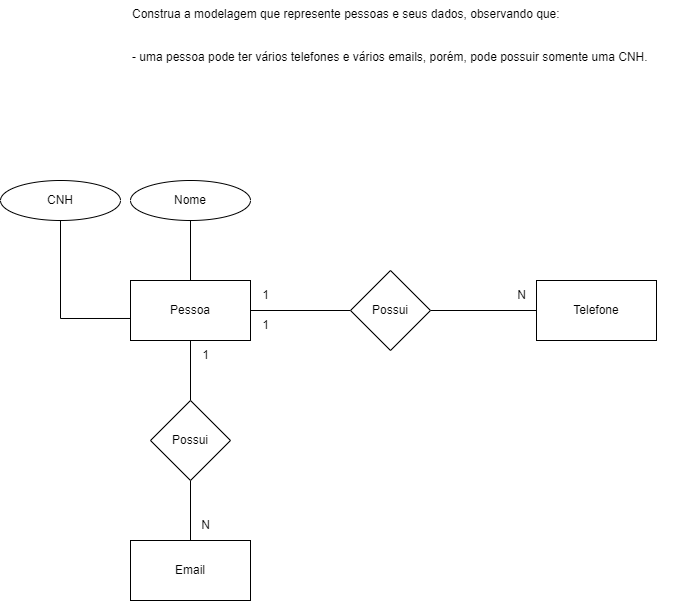 Construa a modelagem que represente pessoas e seus dados, observando que:
- uma pessoa pode ter vários telefones e vários emails, porém, pode possuir somente uma CNH.
CNH
Nome
Pessoa
1
1
Possui
N
Telefone
1
Possui
N
Email